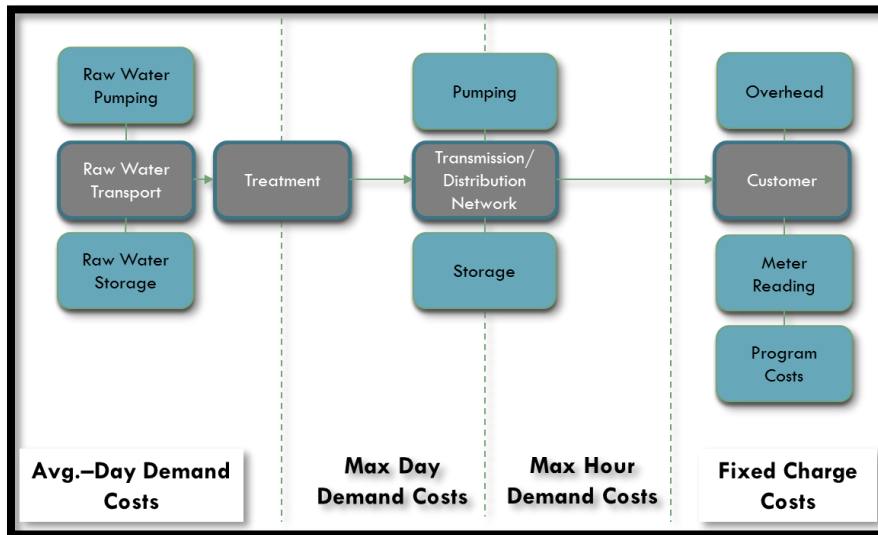 Raw Water
Pumping
Pumping
Overhead
Raw Water
Transport
Treatment
Transmission/
Distribution
Network
Customer
Raw Water
Storage
Storage
Meter
Reading
Program
Costs
Avg.–Day Demand
Costs
Max Day
Demand Costs
Max Hour
Demand Costs
Fixed Charge
Costs